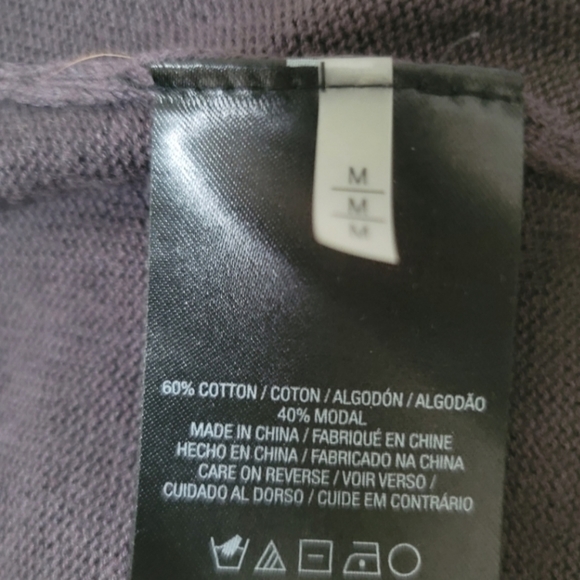 M
M
M
60% COTTON / COTON / ALGODÓN / ALGODÃO
40% MODAL
MADE IN CHINA / FABRIQUÉ EN CHINE
HECHO EN CHINA / FABRICADO NA CHINA
CARE ON REVERSE / VOIR VERSO /
CUIDADO AL DORSO / CUIDE EM CONTRÁRIO